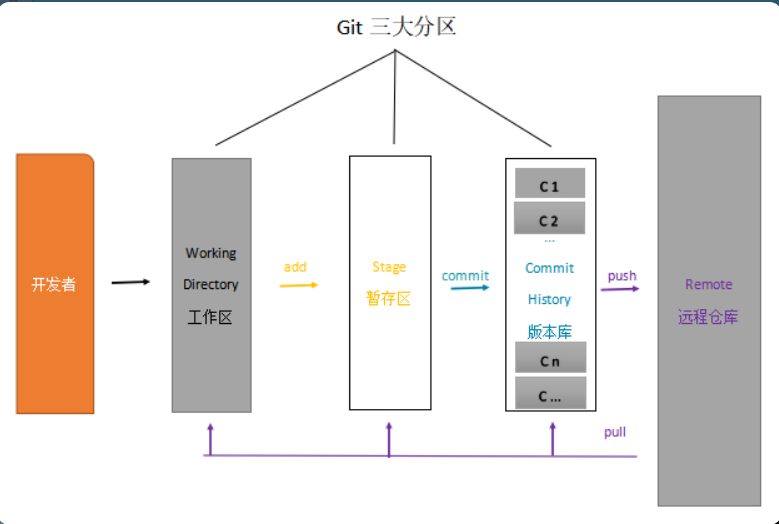 Git 三大分区
开发者
Working
Directory
工作区
add
Stage
暂存区
commit
C 1
C 2
...
Commit
History
版本库
C n
C ...
push
Remote
远程仓库
pull